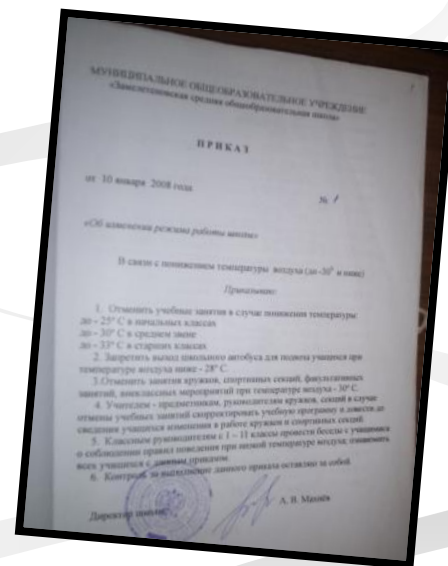 МУНИЦИПАЛЬНОЕ ОБЩЕОБРАЗОВАТЕЛЬНОЕ УЧРЕЖДЕНИЕ
средняя общеобразовательная школа»
ПРИКАЗ
от 10 января 2008 года
№ 1
«Об изменении режима работы школы»
В связи с понижением температуры воздуха (до -30⁰ и ниже)
Приказываю:
1. Отменить учебные занятия в случае понижения температуры:
до - 25° С в начальных классах
до - 30° С в среднем звене
до - 33° С в старших классах
2. Запретить выход школьного автобуса для подвоза учащихся при
температуре воздуха ниже - 28° С.
3. Отменить занятия кружков, спортивных секций, факультативных
занятий, внеклассных мероприятий при температуре воздуха - 30° С.
4. Учителям - предметникам, руководителям кружков, секций в случае
отмены учебных занятий скорректировать учебную программу и довести до
сведения учащихся изменения в работе кружков и спортивных секций.
5. Классным руководителям с 1 – 11 классы провести беседы с учащимися
о соблюдении правил поведения при низкой температуре воздуха, ознакомить
всех учащихся с данным приказом.
6. Контроль за выполнение данного приказа оставляю за собой.
Директор школы:
А. В.